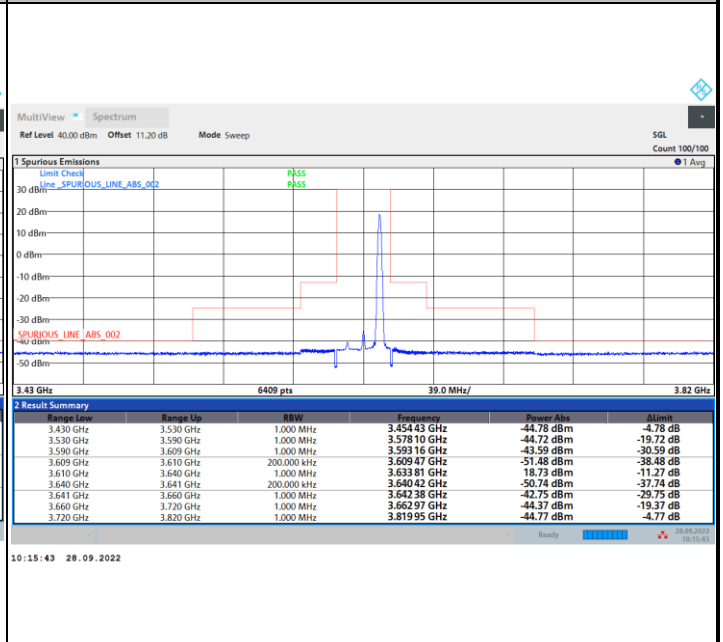 MultiView Spectrum
Ref Level 40.00 dBm Offset 11.20 dB Mode Sweep SGL
Count 100/100
1 Spurious Emissions 1 Avg
Limit Check PASS
Line _SPURIOUS_LINE_ABS_002 PASS
30 dBm
20 dBm
10 dBm
0 dBm
-10 dBm
-20 dBm
-30 dBm
SPURIOUS_LINE_ABS_002
-40 dBm
-50 dBm
3.43 GHz 6409 pts 39.0 MHz/ 3.82 GHz
2 Result Summary
Range Low Range Up RBW Frequency Power Abs ΔLimit
3.430 GHz 3.530 GHz 1.000 MHz 3.454 43 GHz -44.78 dBm -4.78 dB
3.530 GHz 3.590 GHz 1.000 MHz 3.578 10 GHz -44.72 dBm -19.72 dB
3.590 GHz 3.609 GHz 1.000 MHz 3.593 16 GHz -43.59 dBm -30.59 dB
3.609 GHz 3.610 GHz 200.000 kHz 3.609 47 GHz -51.48 dBm -38.48 dB
3.610 GHz 3.640 GHz 1.000 MHz 3.633 81 GHz 18.73 dBm -11.27 dB
3.640 GHz 3.641 GHz 200.000 kHz 3.640 42 GHz -50.74 dBm -37.74 dB
3.641 GHz 3.660 GHz 1.000 MHz 3.642 38 GHz -42.75 dBm -29.75 dB
3.660 GHz 3.720 GHz 1.000 MHz 3.662 97 GHz -44.37 dBm -19.37 dB
3.720 GHz 3.820 GHz 1.000 MHz 3.819 95 GHz -44.77 dBm -4.77 dB
Ready 28.09.2022
10:15:43
10:15:43 28.09.2022